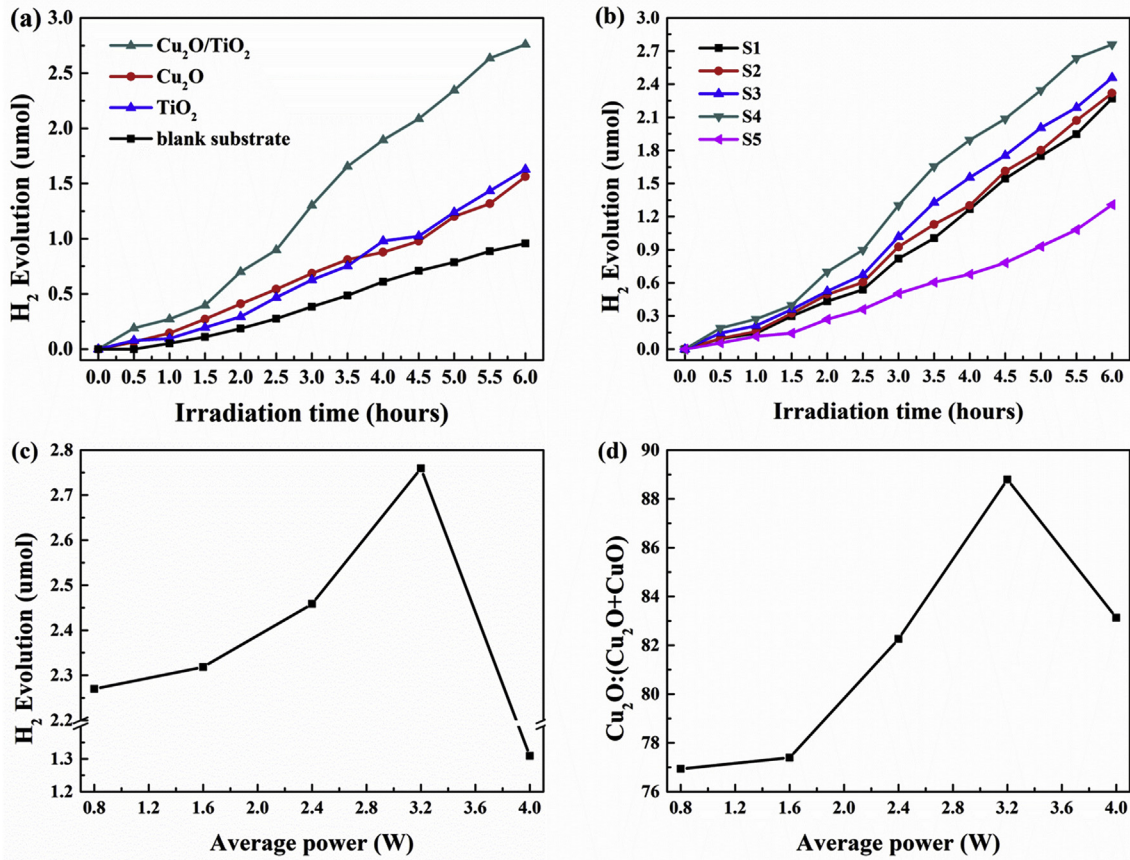 (a)
Cu2O/TiO2
Cu2O
TiO2
blank substrate
H2 Evolution (umol)
3.0
2.5
2.0
1.5
1.0
0.5
0.0
0.0 0.5 1.0 1.5 2.0 2.5 3.0 3.5 4.0 4.5 5.0 5.5 6.0
Irradiation time (hours)
(b)
S1
S2
S3
S4
S5
H2 Evolution (umol)
3.0
2.7
2.4
2.1
1.8
1.5
1.2
0.9
0.6
0.3
0.0
0.0 0.5 1.0 1.5 2.0 2.5 3.0 3.5 4.0 4.5 5.0 5.5 6.0
Irradiation time (hours)
(c)
H2 Evolution (umol)
2.8
2.7
2.6
2.5
2.4
2.3
2.2
1.3
1.2
0.8 1.2 1.6 2.0 2.4 2.8 3.2 3.6 4.0
Average power (W)
(d)
Cu2O:(Cu2O+CuO)
90
88
86
84
82
80
78
76
0.8 1.2 1.6 2.0 2.4 2.8 3.2 3.6 4.0
Average power (W)